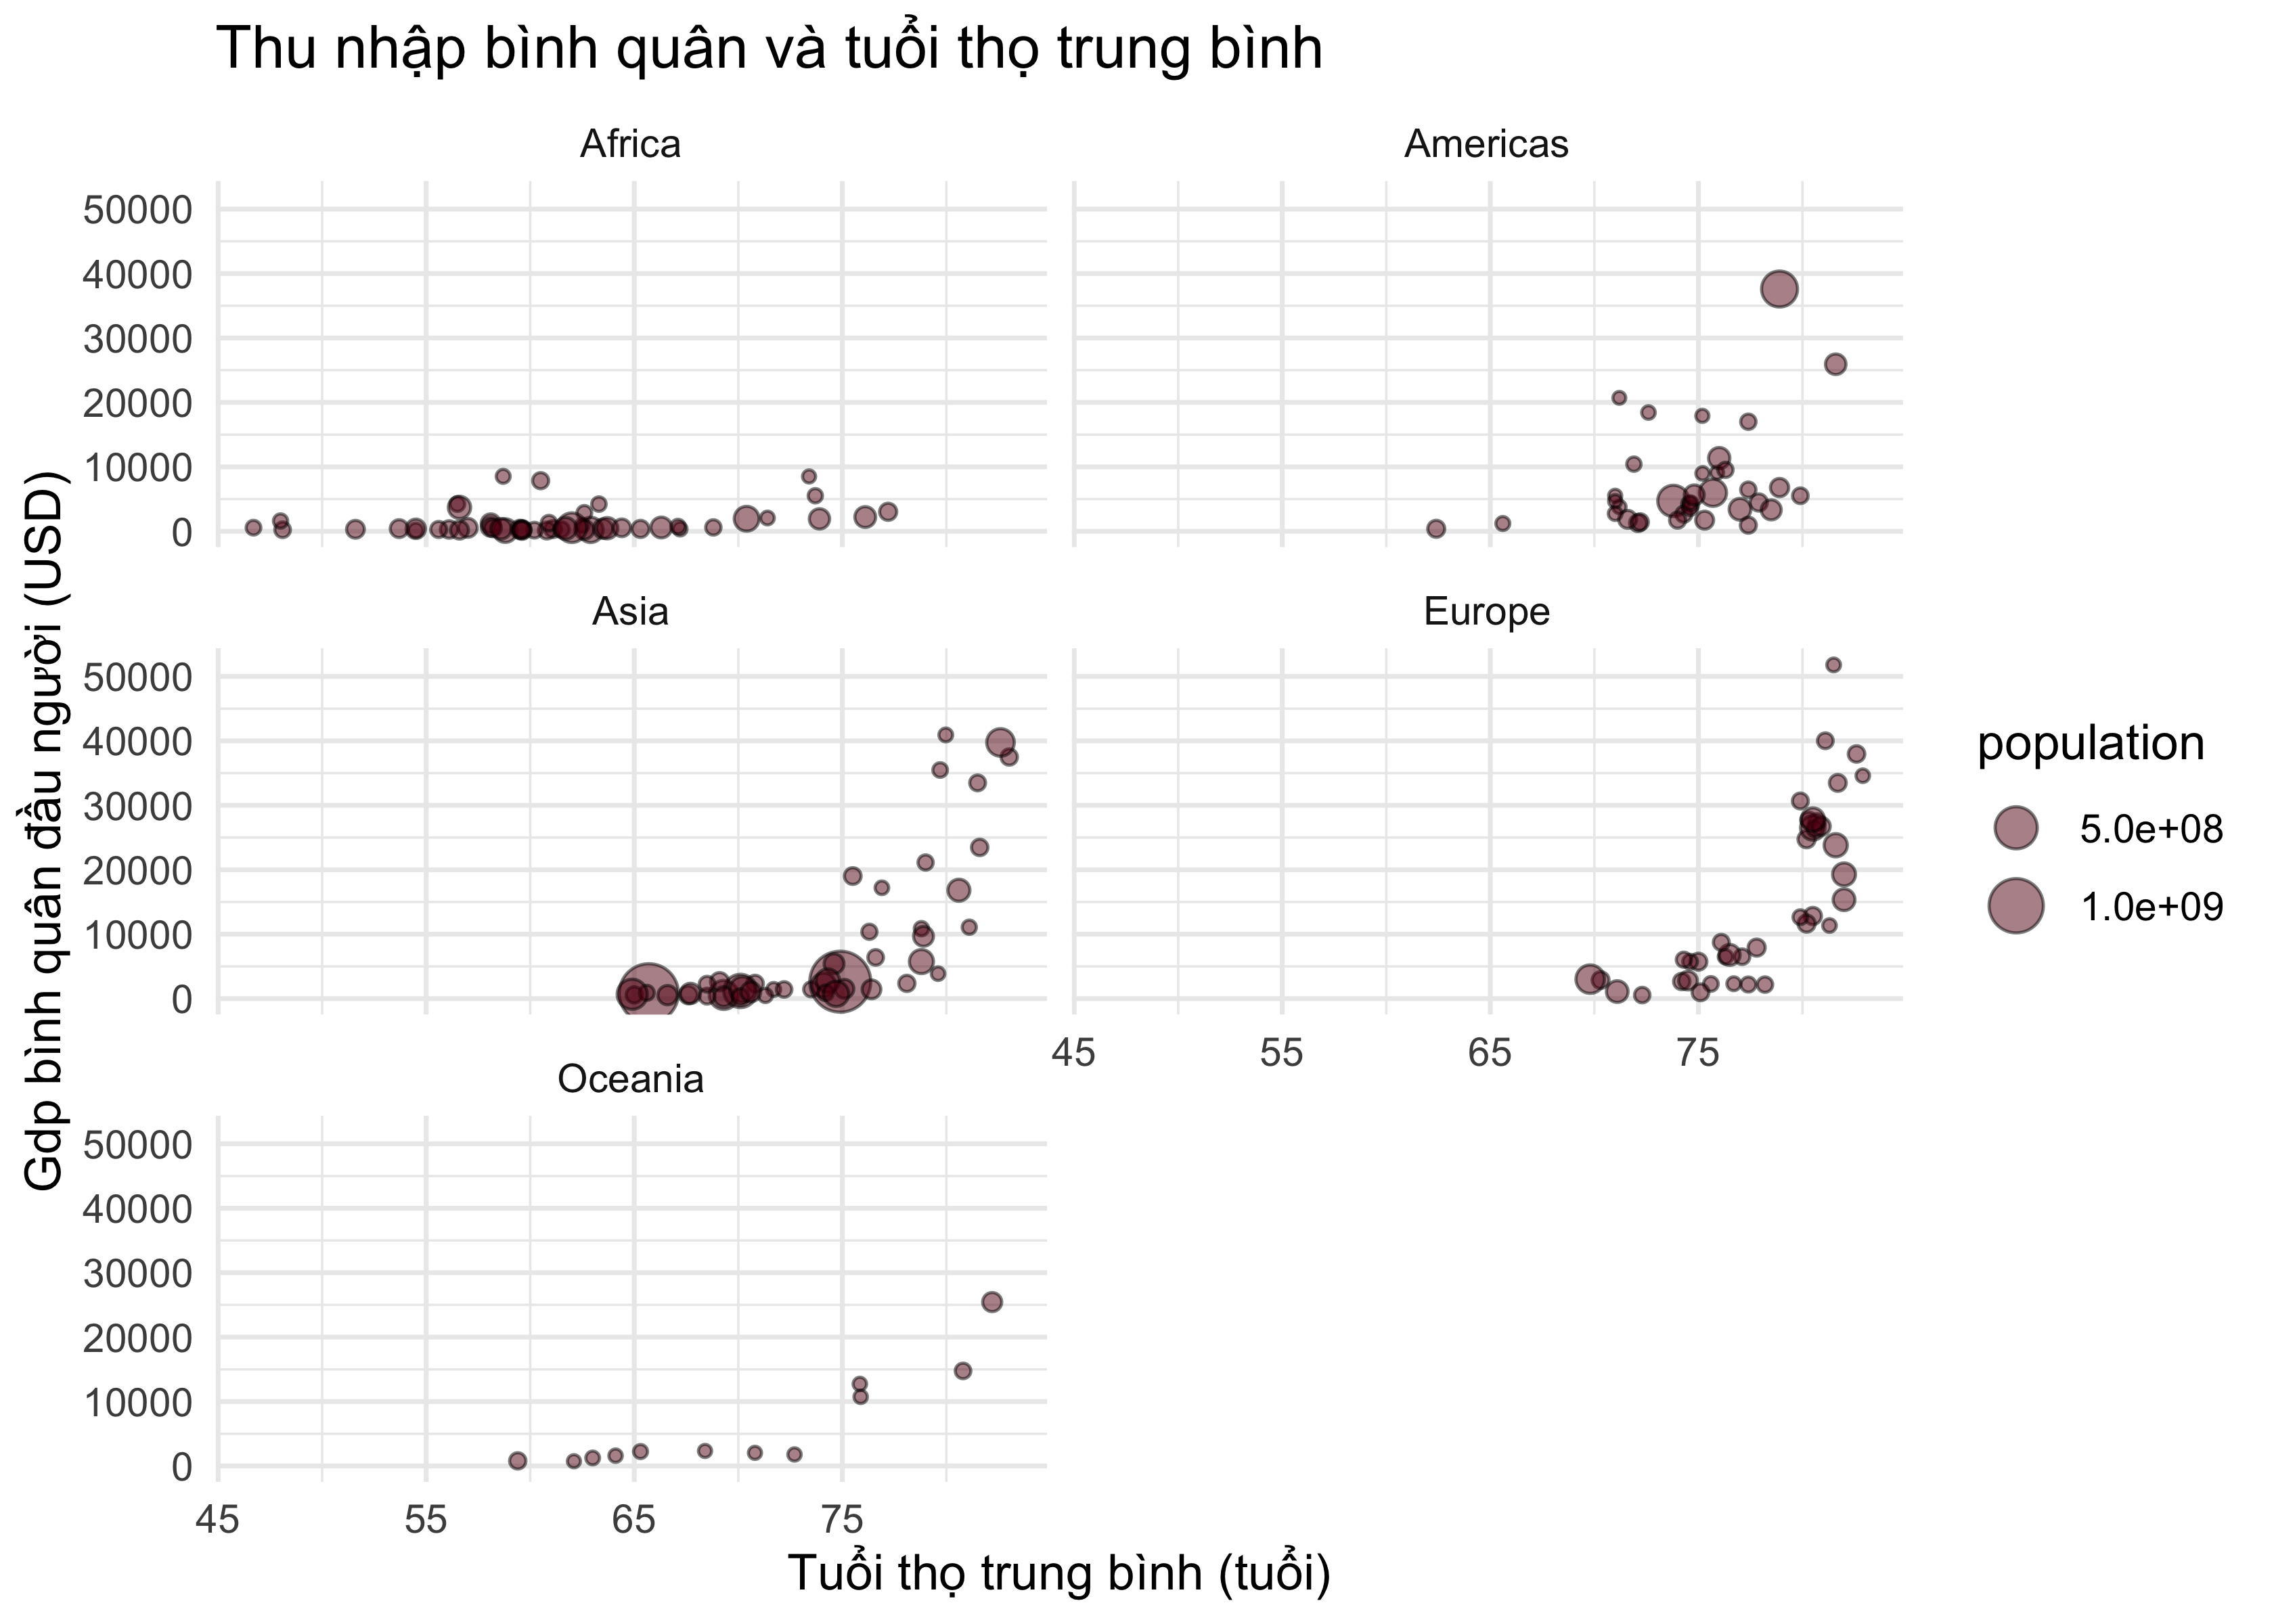 Thu nhập bình quân và tuổi thọ trung bình
Africa
Americas
50000
40000
30000
20000
10000
0
Asia
Europe
50000
40000
30000
20000
10000
0
45
55
65
75
Oceania
50000
40000
30000
20000
10000
0
45
55
65
75
Tuổi thọ trung bình (tuổi)
Gdp bình quân đầu người (USD)
population
5.0e+08
1.0e+09